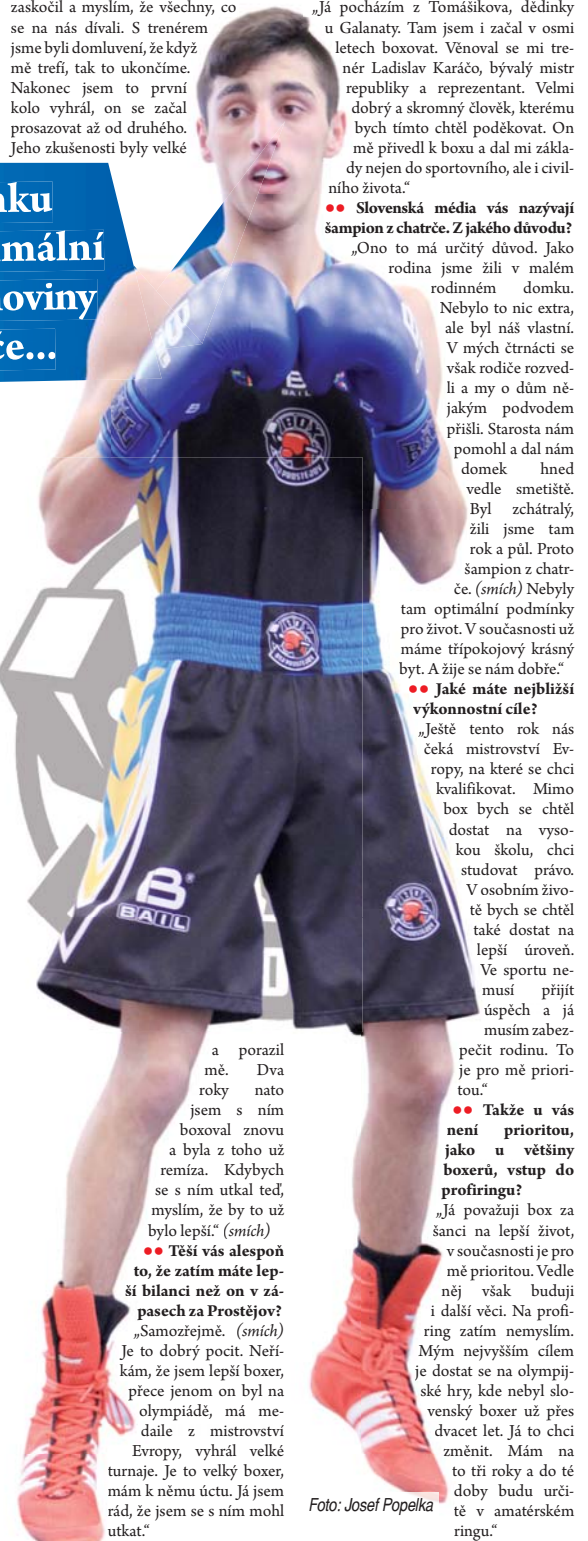 zaskočil a myslím, že všechny, co
se na nás dívali. S trenérem
jsme byli domluvení, že když
mě trefí, tak to ukončíme.
Nakonec jsem to první
kolo vyhrál, on se začal
prosazovat až od druhého.
Jeho zkušenosti byly velké
a porazil
mě. Dva
roky nato
jsem s ním
boxoval znovu
a byla z toho už
remíza. Kdybych
se s ním utkal teď,
myslím, že by to už
bylo lepší.“ (smích)
●● Těší vás alespoň
to, že zatím máte lep-
ší bilanci než on v zá-
pasech za Prostějov?
„Samozřejmě. (smích)
Je to dobrý pocit. Neří-
kám, že jsem lepší boxer,
přece jenom on byl na
olympiádě, má me-
daile z mistrovství
Evropy, vyhrál velké
turnaje. Je to velký boxer,
mám k němu úctu. Já jsem
rád, že jsem se s ním mohl
utkat.“
„Já pocházím z Tomášikova, dědinky
u Galanaty. Tam jsem i začal v osmi
letech boxovat. Věnoval se mi tre-
nér Ladislav Karáčo, bývalý mistr
republiky a reprezentant. Velmi
dobrý a skromný člověk, kterému
bych tímto chtěl poděkovat. On
mě přivedl k boxu a dal mi zákla-
dy nejen do sportovního, ale i civil-
ního života.“
●● Slovenská média vás nazývají
šampion z chatrče. Z jakého důvodu?
„Ono to má určitý důvod. Jako
rodina jsme žili v malém
rodinném domku.
Nebylo to nic extra,
ale byl náš vlastní.
V mých čtrnácti se
však rodiče rozved-
li a my o dům ně-
jakým podvodem
přišli. Starosta nám
pomohl a dal nám
domek hned
vedle smetiště.
Byl zchátralý,
žili jsme tam
rok a půl. Proto
šampion z chatr-
če. (smích) Nebyly
tam optimální podmínky
pro život. V současnosti už
máme třípokojový krásný
byt. A žije se nám dobře.“
●● Jaké máte nejbližší
výkonnostní cíle?
„Ještě tento rok nás
čeká mistrovství Ev-
ropy, na které se chci
kvalifikovat. Mimo
box bych se chtěl
dostat na vyso-
kou školu, chci
studovat právo.
V osobním živo-
tě bych se chtěl
také dostat na
lepší úroveň.
Ve sportu ne-
musí přijít
úspěch a já
musím zabez-
pečit rodinu. To
je pro mě priori-
tou.“
●● Takže u vás
není prioritou,
jako u většiny
boxerů, vstup do
profiringu?
„Já považuji box za
šanci na lepší život,
v současnosti je pro
mě prioritou. Vedle
něj však buduji
i další věci. Na profi-
ring zatím nemyslím.
Mým nejvyšším cílem
je dostat se na olympij-
ské hry, kde nebyl slo-
venský boxer už přes
dvacet let. Já to chci
změnit. Mám na
to tři roky a do té
doby budu urči-
tě v amatérském
ringu.“
nku
mální
noviny
če...
BAIL
BOX
BAIL
Foto: Josef Popelka